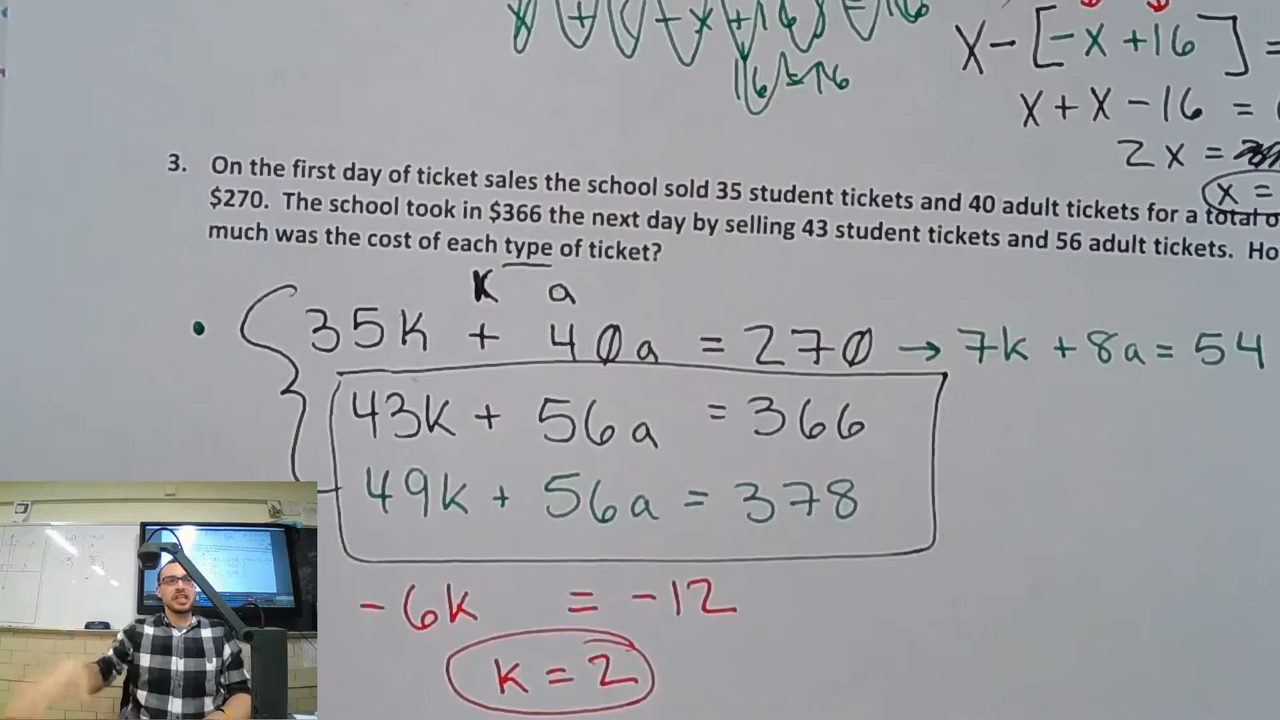 x - [-x + 16] =
16 = 16
x + x - 16 =
2x =
x =
3. On the first day of ticket sales the school sold 35 student tickets and 40 adult tickets for a total o
$270. The school took in $366 the next day by selling 43 student tickets and 56 adult tickets. Ho
much was the cost of each type of ticket?
k a
35k + 40a = 270 → 7k + 8a = 54
43k + 56a = 366
49k + 56a = 378
-6k = -12
k = 2